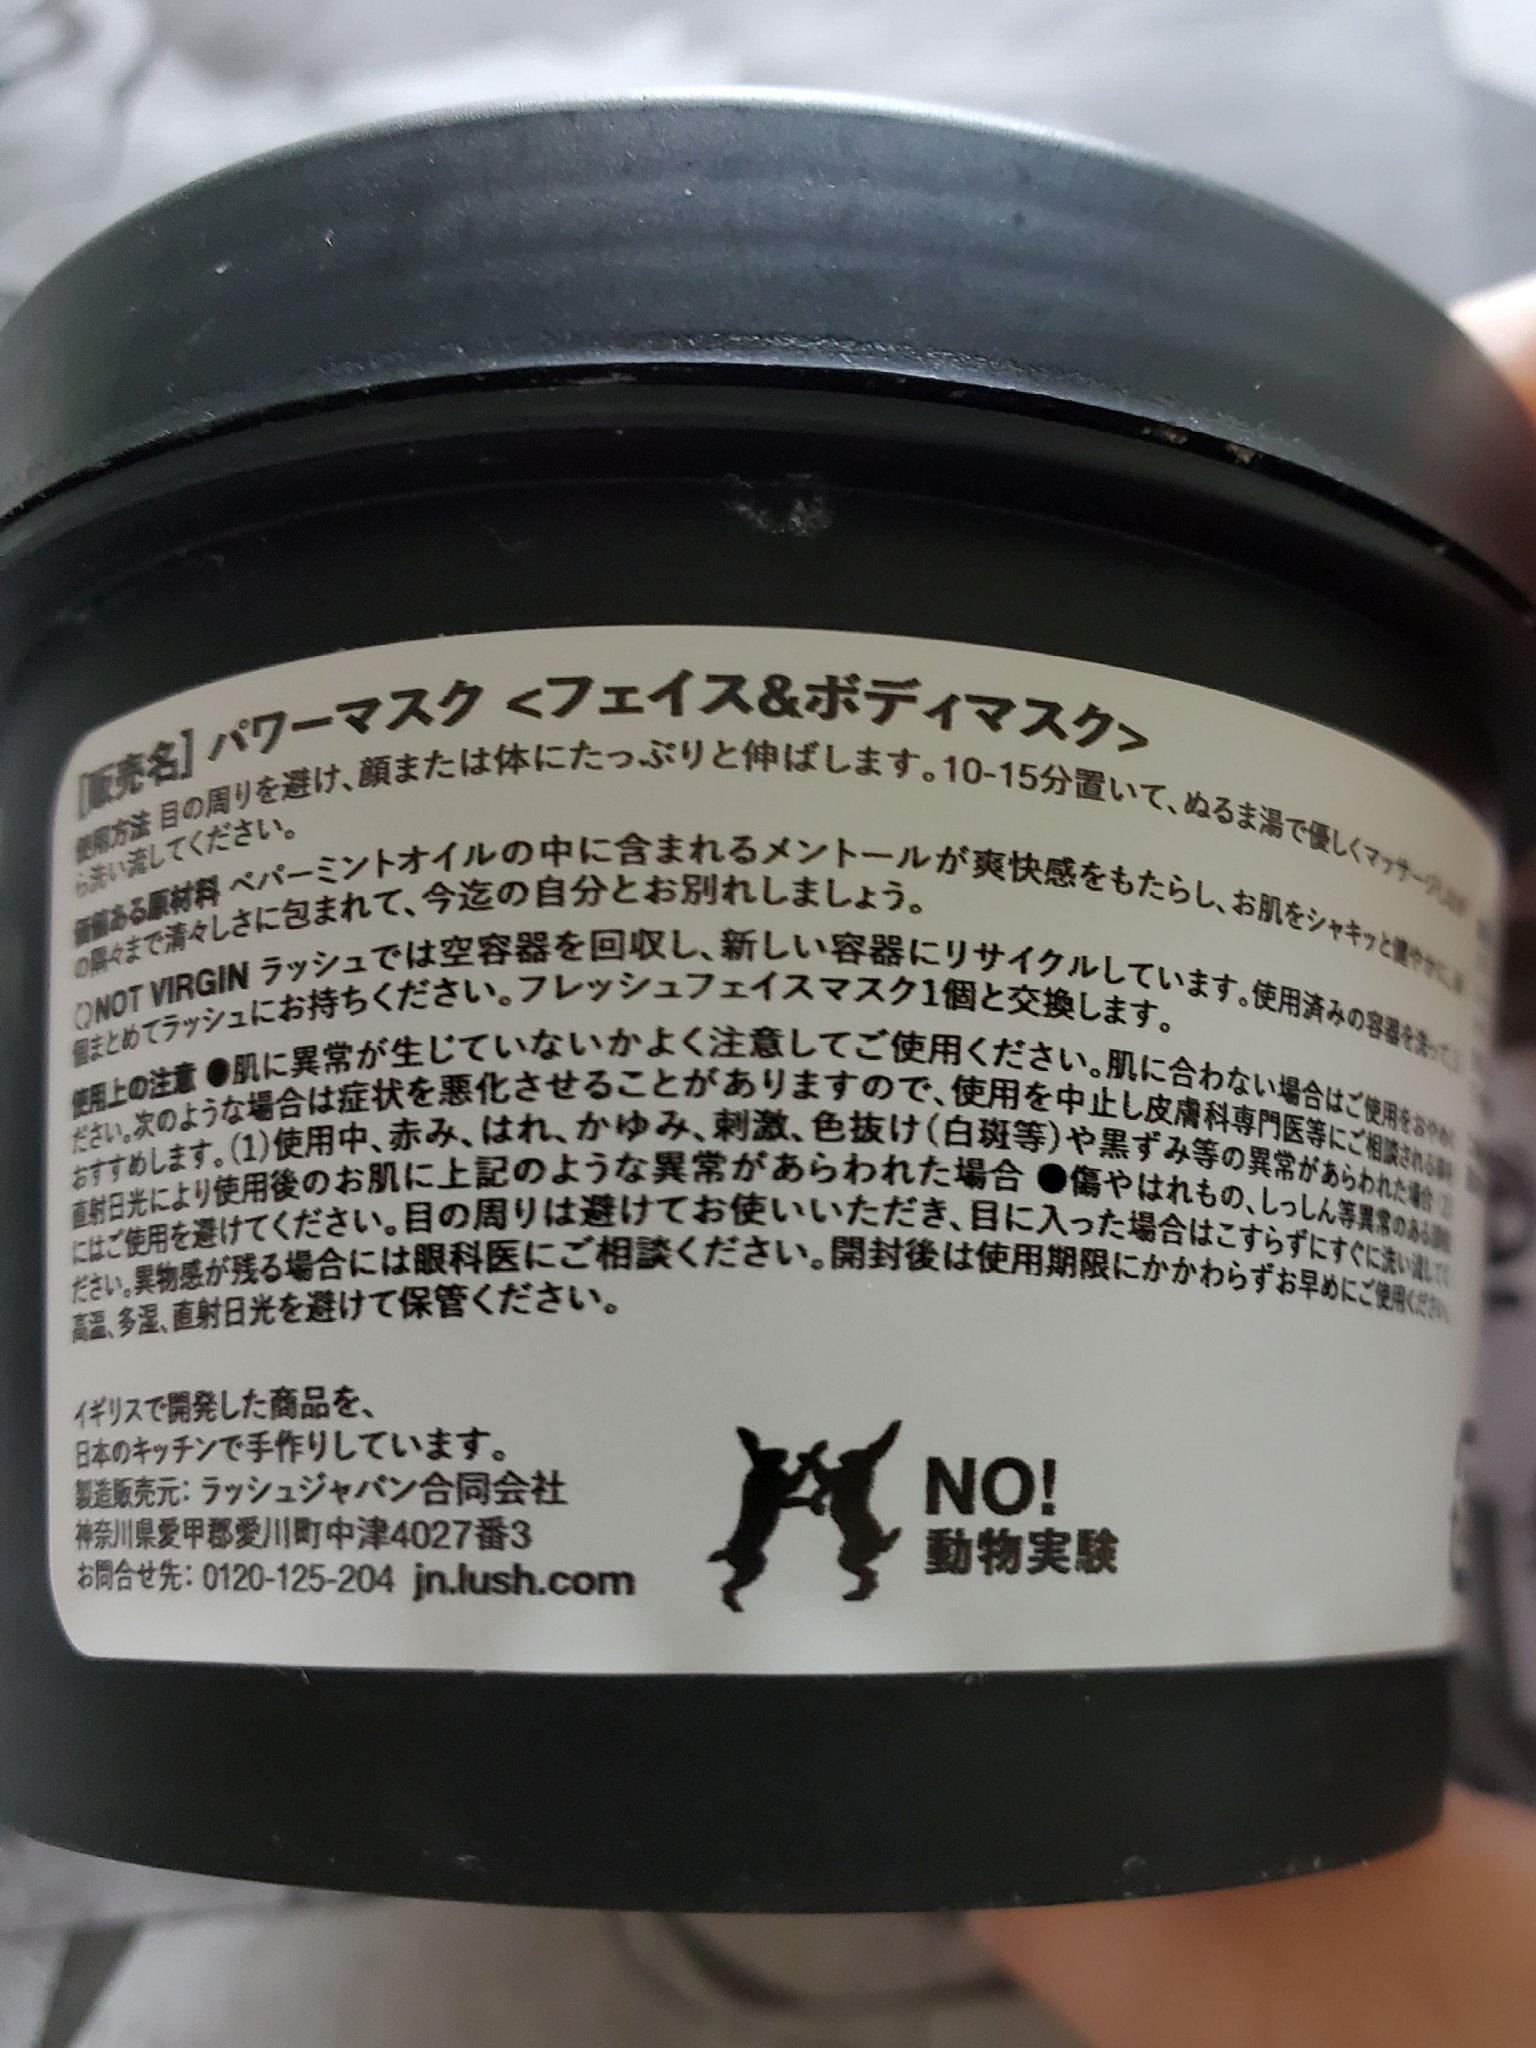 [販売名] パワーマスク <フェイス&ボディマスク>
使用方法 目の周りを避け、顔または体にたっぷりと伸ばします。10-15分置いて、ぬるま湯で優しくマッサージしなが
ら洗い流してください。
価値ある原材料 ペパーミントオイルの中に含まれるメントールが爽快感をもたらし、お肌をシャキッと健やかに。
の隅々まで清々しさに包まれて、今迄の自分とお別れしましょう。
NOT VIRGIN ラッシュでは空容器を回収し、新しい容器にリサイクルしています。使用済みの容器を洗って、
個まとめてラッシュにお持ちください。フレッシュフェイスマスク1個と交換します。
使用上の注意 ●肌に異常が生じていないかよく注意してご使用ください。肌に合わない場合はご使用をおやめく
ださい。次のような場合は症状を悪化させることがありますので、使用を中止し皮膚科専門医等にご相談される事を
おすすめします。(1)使用中、赤み、はれ、かゆみ、刺激、色抜け(白斑等)や黒ずみ等の異常があらわれた場合 (2)
直射日光により使用後のお肌に上記のような異常があらわれた場合 ●傷やはれもの、しっしん等異常のある部位
にはご使用を避けてください。目の周りは避けてお使いいただき、目に入った場合はこすらずにすぐに洗い流してく
ださい。異物感が残る場合には眼科医にご相談ください。開封後は使用期限にかかわらずお早めにご使用ください。
高温、多湿、直射日光を避けて保管ください。
イギリスで開発した商品を、
日本のキッチンで手作りしています。
製造販売元: ラッシュジャパン合同会社
神奈川県愛甲郡愛川町中津4027番3
お問合せ先: 0120-125-204 jn.lush.com
NO!
動物実験